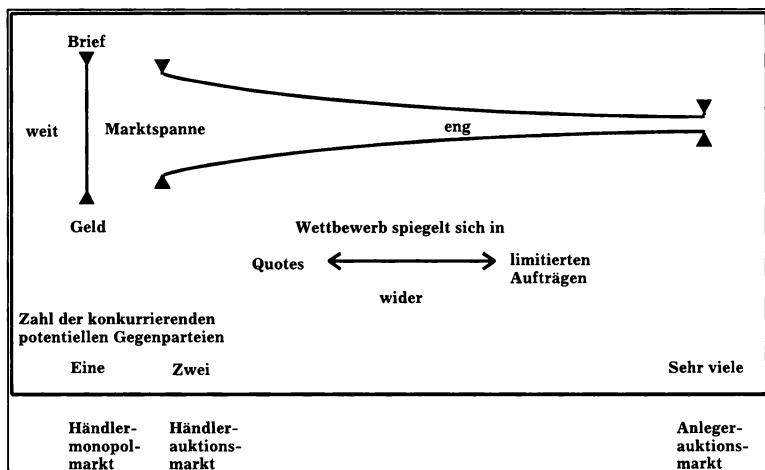 Brief
weit
Marktspanne
eng
Geld
Wettbewerb spiegelt sich in
Quotes
limitierten
Aufträgen
wider
Zahl der konkurrierenden
potentiellen Gegenparteien
Eine
Zwei
Sehr viele
Händler-
monopol-
markt
Händler-
auktions-
markt
Anleger-
auktions-
markt